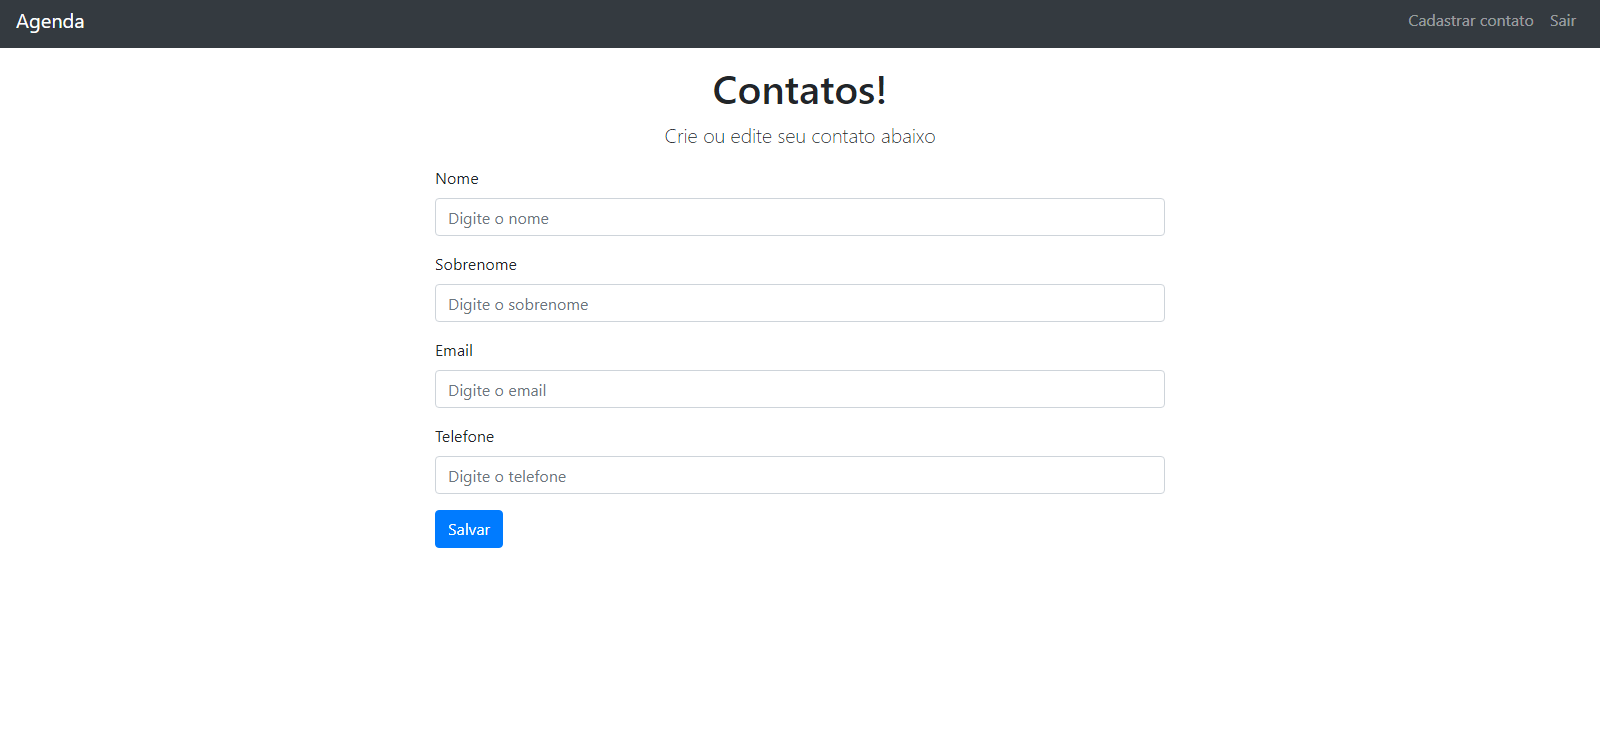 Agenda
Cadastrar contato Sair
Contatos!
Crie ou edite seu contato abaixo
Nome
Digite o nome
Sobrenome
Digite o sobrenome
Email
Digite o email
Telefone
Digite o telefone
Salvar